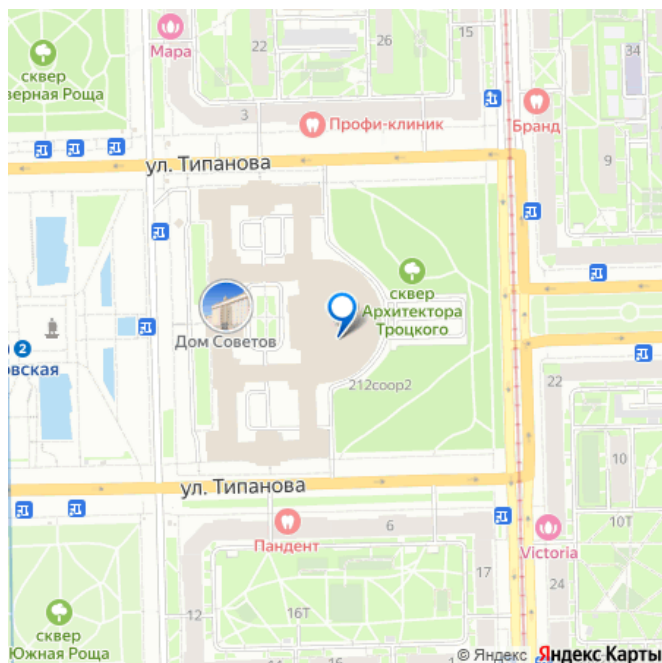 Мара
22
26
15
34
сквер
верная Роща
3
Профи-клиник
Бранд
9
ул. Типанова
сквер
Архитектора
Троцкого
Дом Советов
2
овская
212соор2
22
10
ул. Типанова
Пандент
6
10Т
Victoria
17
24
12
16Т
сквер
Южная Роща
© Яндекс Яндекс Карты